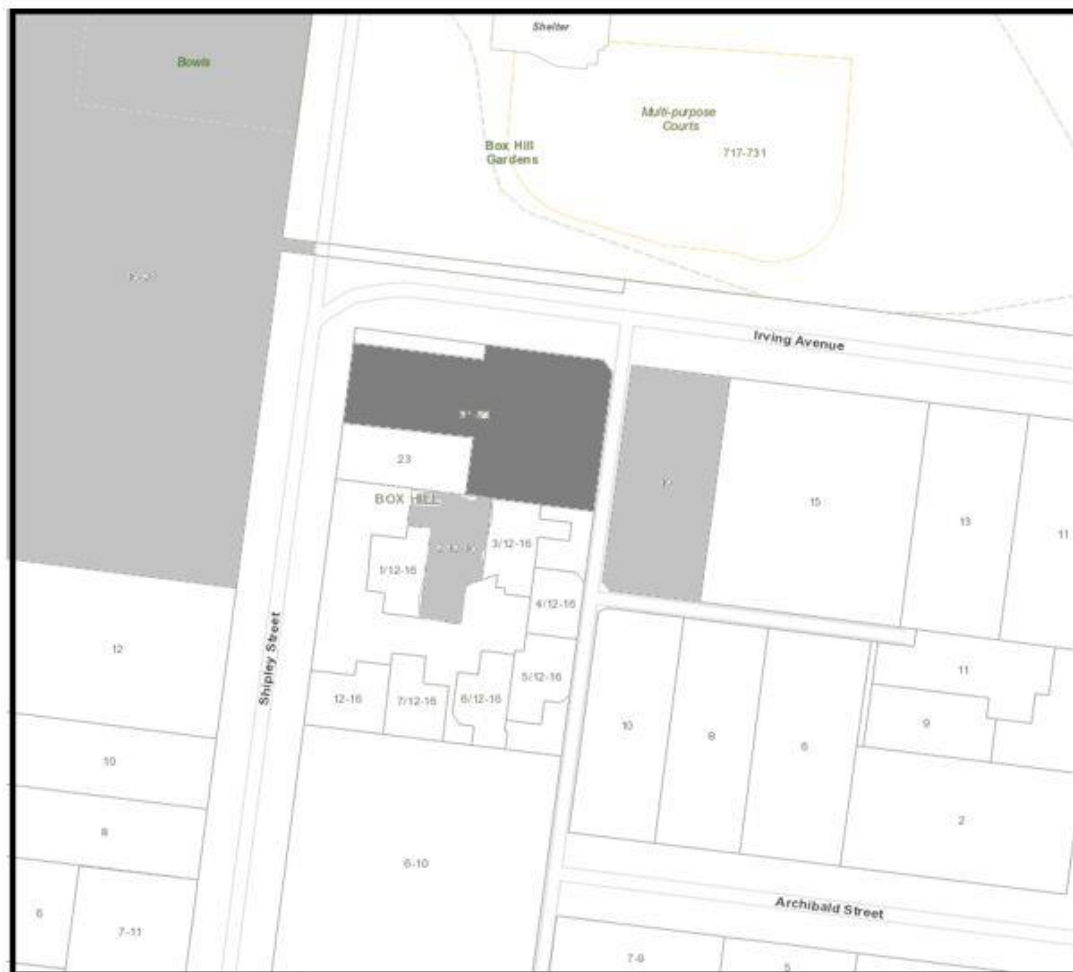 Shelter
Bowls
Multi-purpose
Courts
717-731
Box Hill
Gardens
Irving Avenue
23
BOX HILL
15
13
11
3/12-16
1/12-16
4/12-16
12
Shipley Street
5/12-16
11
12-16
7/12-16
6/12-16
10
8
6
9
10
2
8
6-10
Archibald Street
6
7-11
7-9
5